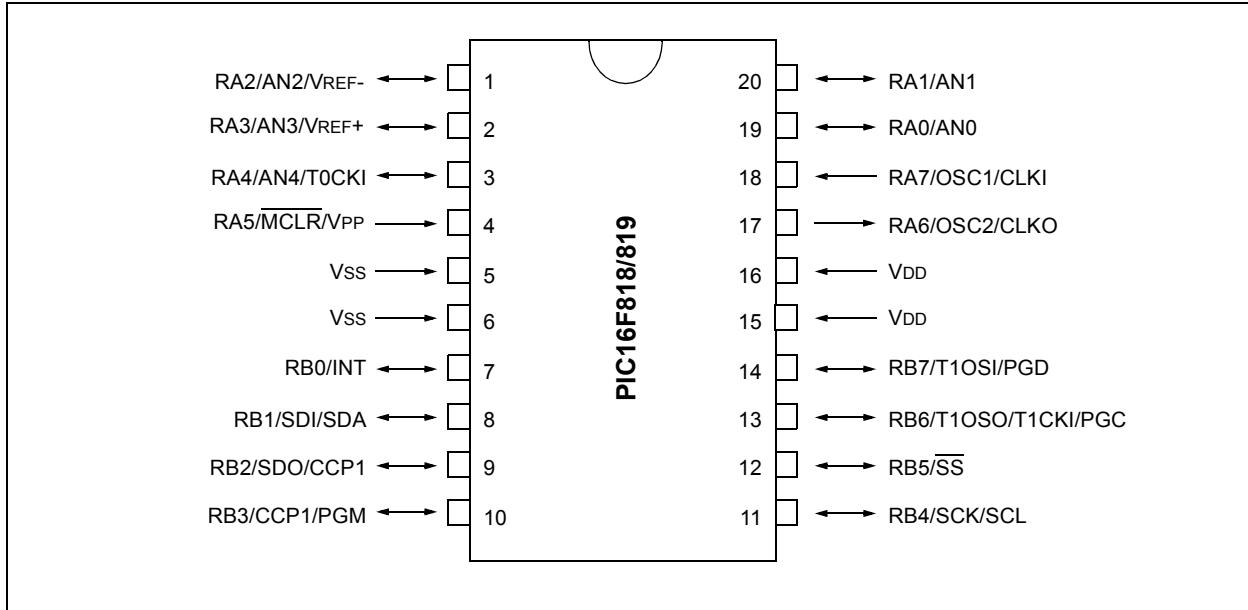 RA2/AN2/VREF-
RA3/AN3/VREF+
RA4/AN4/T0CKI
RA5/MCLR/VPP
VSS
VSS
RB0/INT
RB1/SDI/SDA
RB2/SDO/CCP1
RB3/CCP1/PGM
1
2
3
4
5
6
7
8
9
10
PIC16F818/819
20
19
18
17
16
15
14
13
12
11
RA1/AN1
RA0/AN0
RA7/OSC1/CLKI
RA6/OSC2/CLKO
VDD
VDD
RB7/T1OSI/PGD
RB6/T1OSO/T1CKI/PGC
RB5/SS
RB4/SCK/SCL